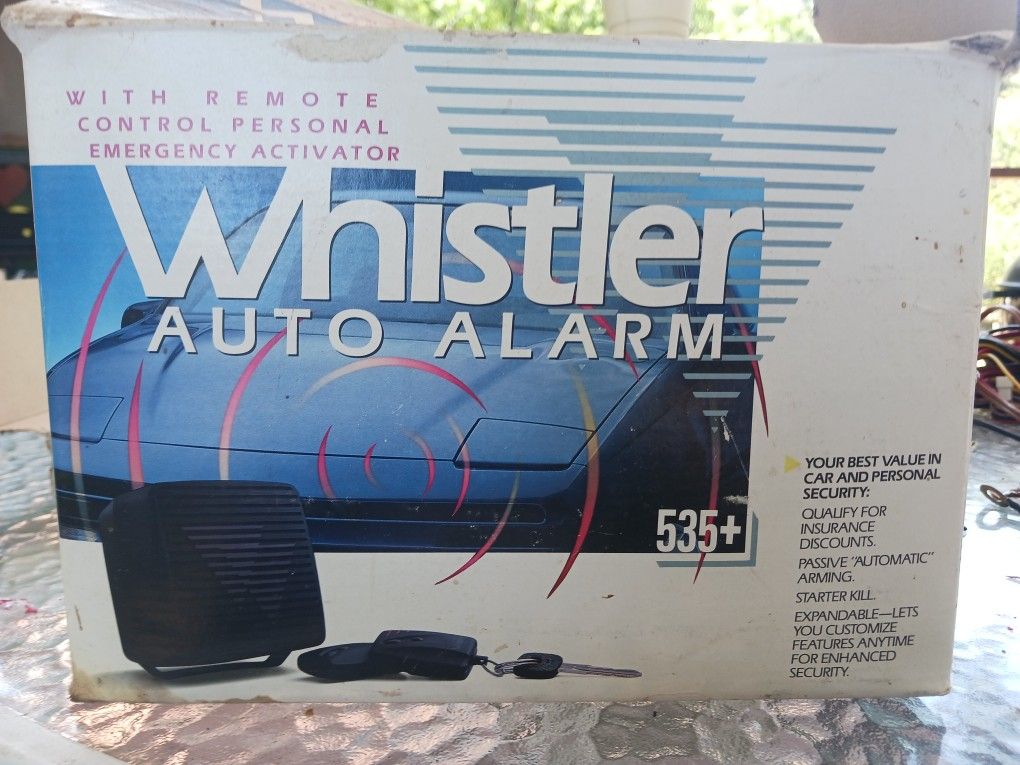 WITH REMOTE
CONTROL PERSONAL
EMERGENCY ACTIVATOR
Whistler
AUTO ALARM
535+
YOUR BEST VALUE IN
CAR AND PERSONAL
SECURITY:
QUALIFY FOR
INSURANCE
DISCOUNTS.
PASSIVE "AUTOMATIC"
ARMING.
STARTER KILL.
EXPANDABLE—LETS
YOU CUSTOMIZE
FEATURES ANYTIME
FOR ENHANCED
SECURITY.